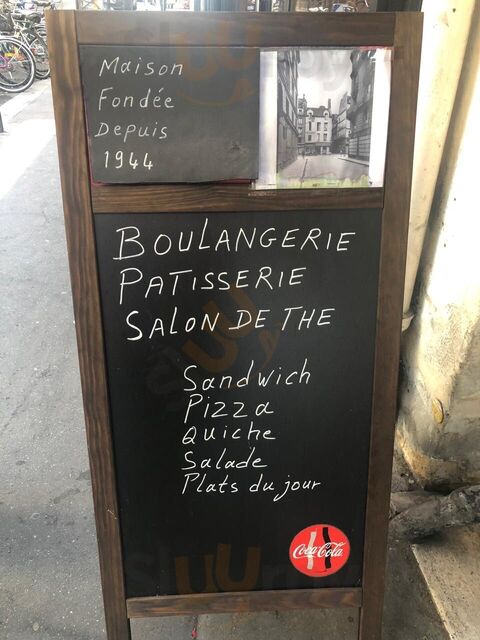 Maison
Fondée
Depuis
1944
BOULANGERIE
PATISSERIE
SALON DE THE
Sandwich
Pizza
Quiche
Salade
Plats du jour
Coca-Cola